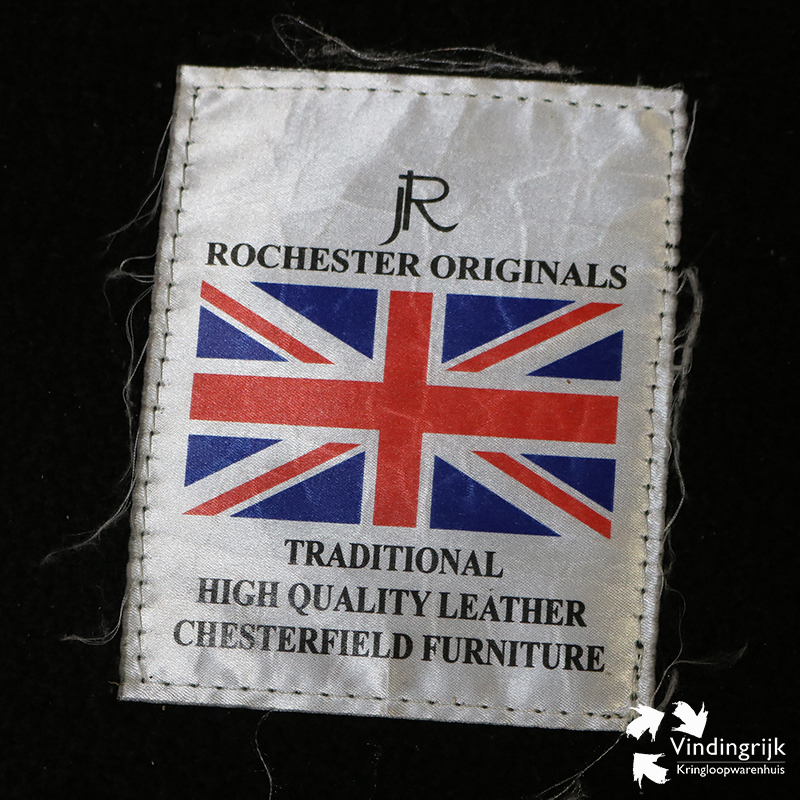 JR
ROCHESTER ORIGINALS
TRADITIONAL
HIGH QUALITY LEATHER
CHESTERFIELD FURNITURE
Vindingrijk
Kringloopwarenhuis